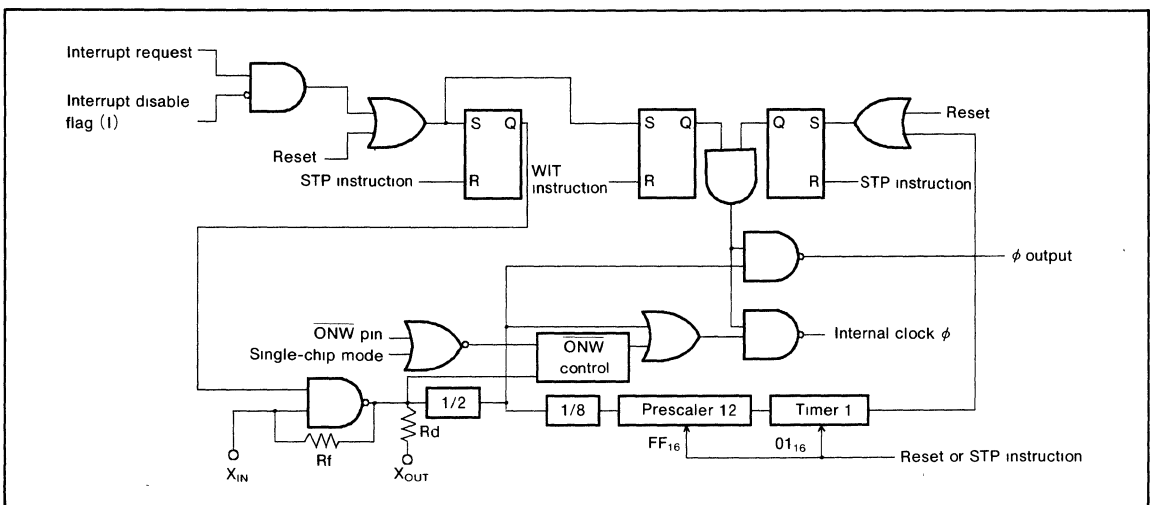 Interrupt request
Interrupt disable
flag (I)
Reset
STP instruction
S
Q
R
WIT
instruction
S
Q
R
Q
S
R
Reset
STP instruction
ϕ output
Internal clock ϕ
ONW pin
Single-chip mode
ONW
control
1/2
1/8
Prescaler 12
Timer 1
Rd
Rf
XIN
XOUT
FF16
0116
Reset or STP instruction